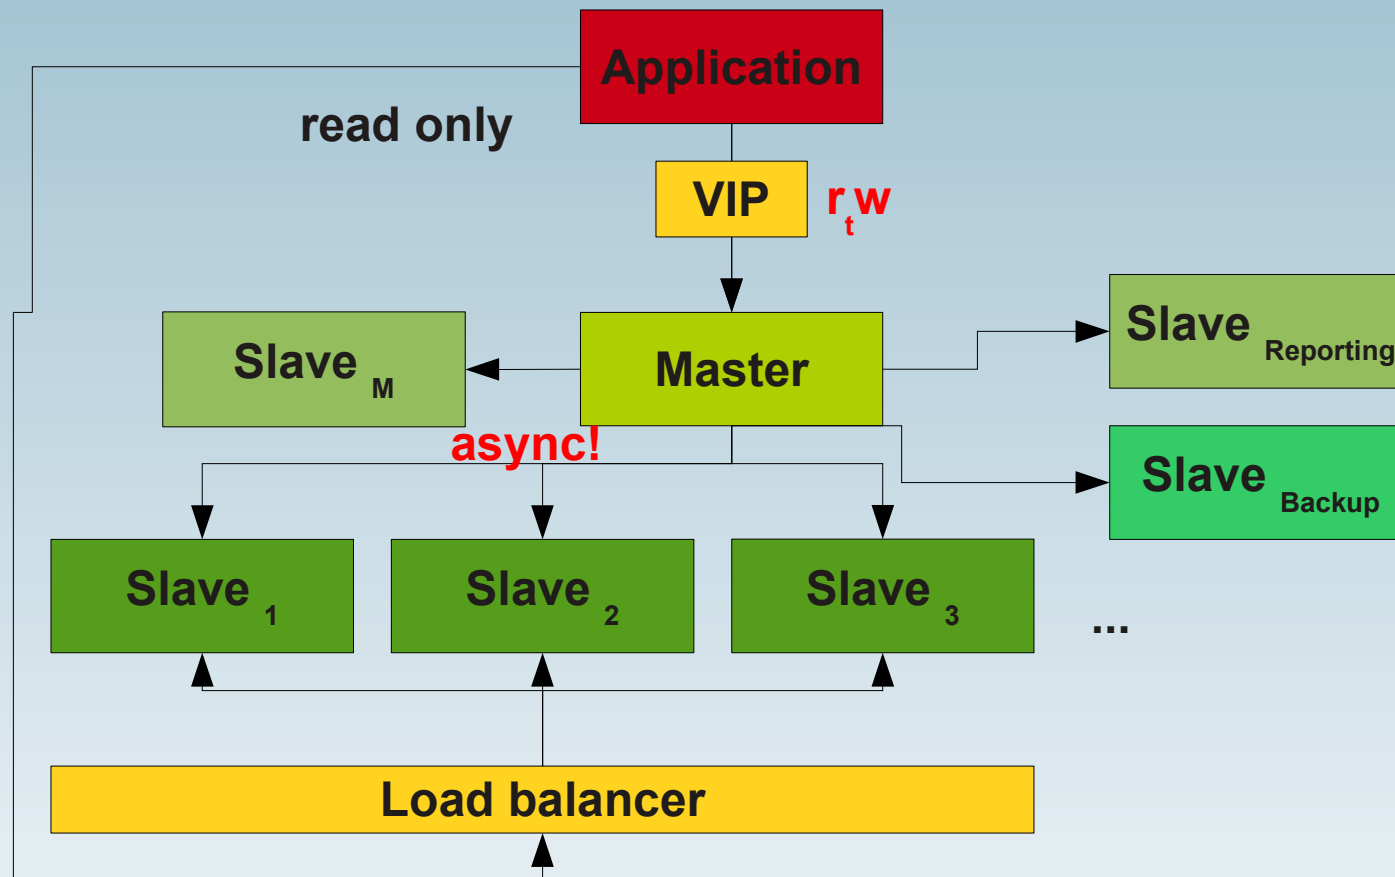 Application
read only
VIP
r_t w
Slave M
Master
Slave Reporting
async!
Slave Backup
Slave 1
Slave 2
Slave 3
...
Load balancer